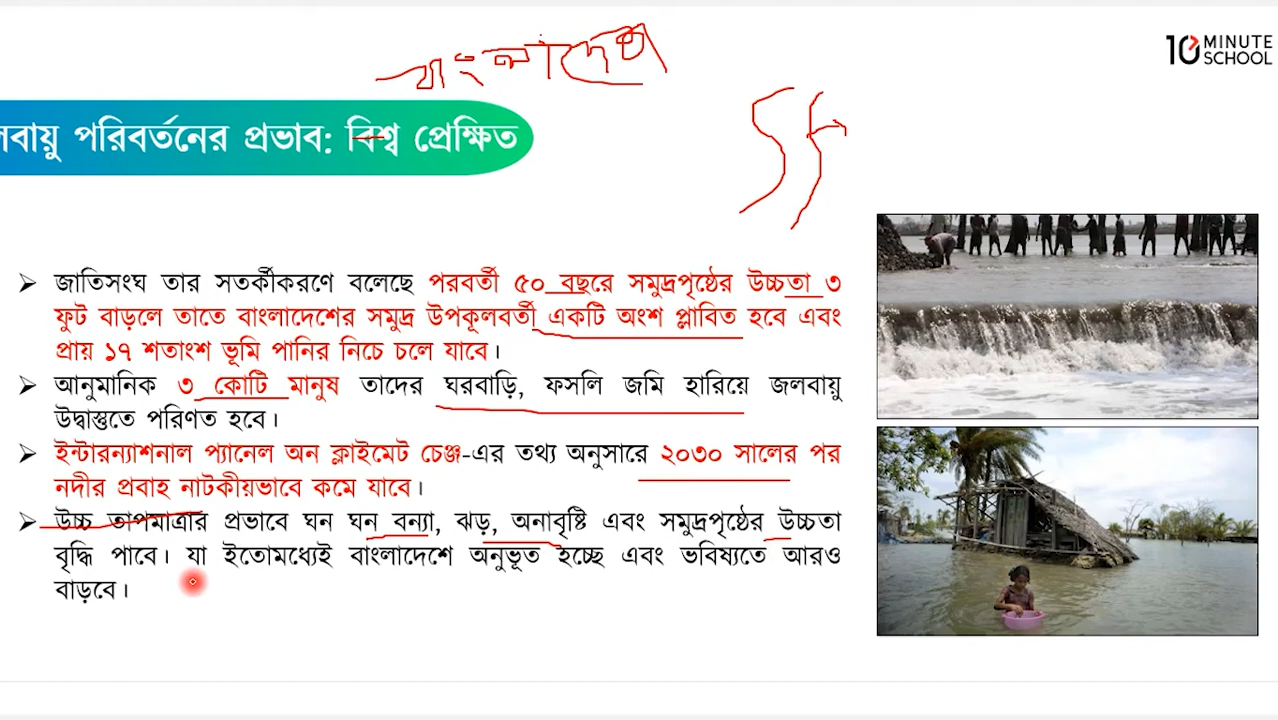 বাংলাদেশ
10 MINUTE SCHOOL
লবায়ু পরিবর্তনের প্রভাব: বিশ্ব প্রেক্ষিত
➢ জাতিসংঘ তার সতর্কীকরণে বলেছে পরবর্তী ৫০ বছরে সমুদ্রপৃষ্ঠের উচ্চতা ৩
ফুট বাড়লে তাতে বাংলাদেশের সমুদ্র উপকূলবর্তী একটি অংশ প্লাবিত হবে এবং
প্রায় ১৭ শতাংশ ভূমি পানির নিচে চলে যাবে।
➢ আনুমানিক ৩ কোটি মানুষ তাদের ঘরবাড়ি, ফসলি জমি হারিয়ে জলবায়ু
উদ্বাস্তুতে পরিণত হবে।
➢ ইন্টারন্যাশনাল প্যানেল অন ক্লাইমেট চেঞ্জ-এর তথ্য অনুসারে ২০৩০ সালের পর
নদীর প্রবাহ নাটকীয়ভাবে কমে যাবে।
➢ উচ্চ তাপমাত্রার প্রভাবে ঘন ঘন বন্যা, ঝড়, অনাবৃষ্টি এবং সমুদ্রপৃষ্ঠের উচ্চতা
বৃদ্ধি পাবে। যা ইতোমধ্যেই বাংলাদেশে অনুভূত হচ্ছে এবং ভবিষ্যতে আরও
বাড়বে।